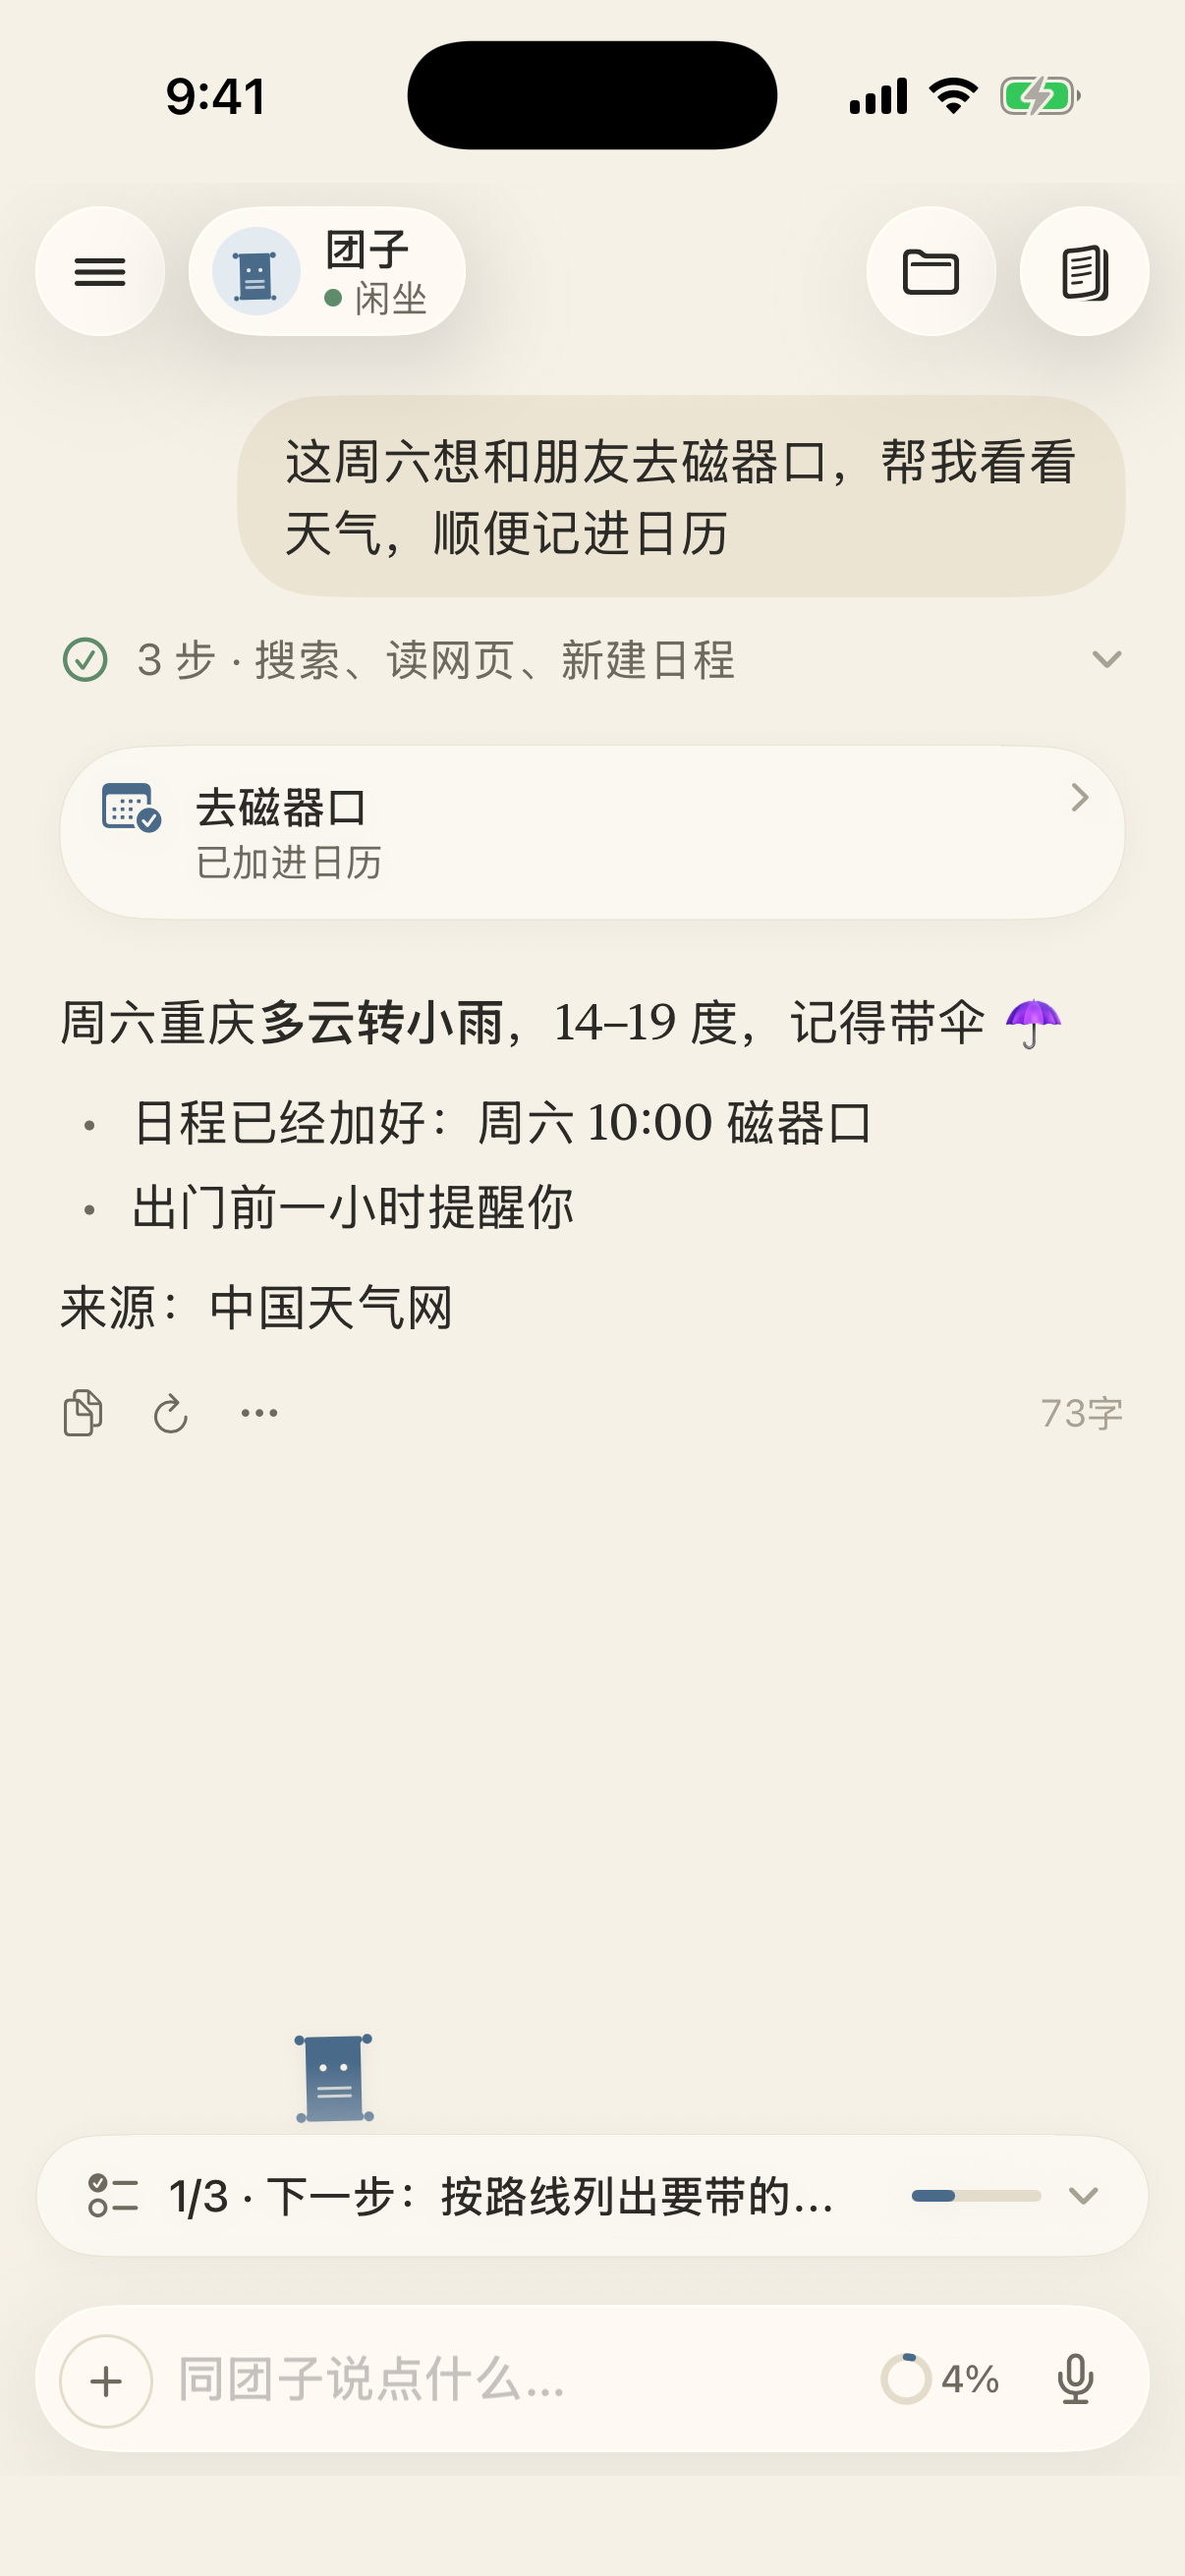 9:41
团子
闲坐
这周六想和朋友去磁器口，帮我看看
天气，顺便记进日历
3 步 · 搜索、读网页、新建日程
去磁器口
已加进日历
周六重庆多云转小雨，14–19 度，记得带伞 ☂️
• 日程已经加好：周六 10:00 磁器口
• 出门前一小时提醒你
来源：中国天气网
73字
1/3 · 下一步：按路线列出要带的…
同团子说点什么…
4%